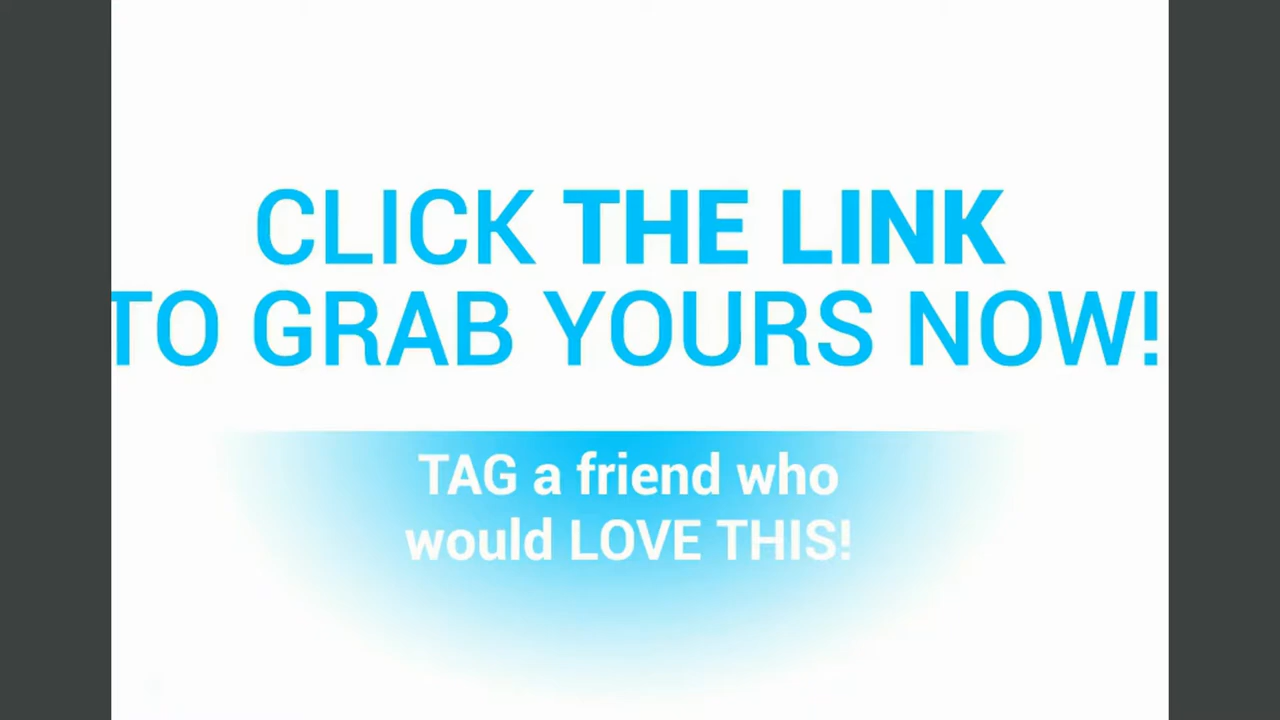 CLICK THE LINK
TO GRAB YOURS NOW!
TAG a friend who
would LOVE THIS!